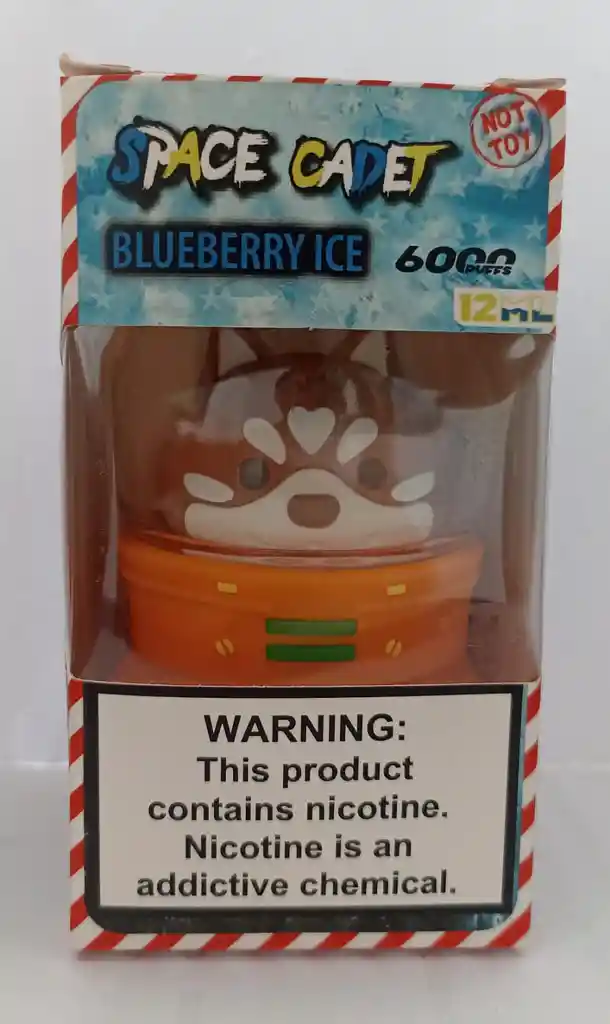 NOT
TOY
SPACE CADET
BLUEBERRY ICE
6000
PUFFS
12ML
WARNING:
This product
contains nicotine.
Nicotine is an
addictive chemical.